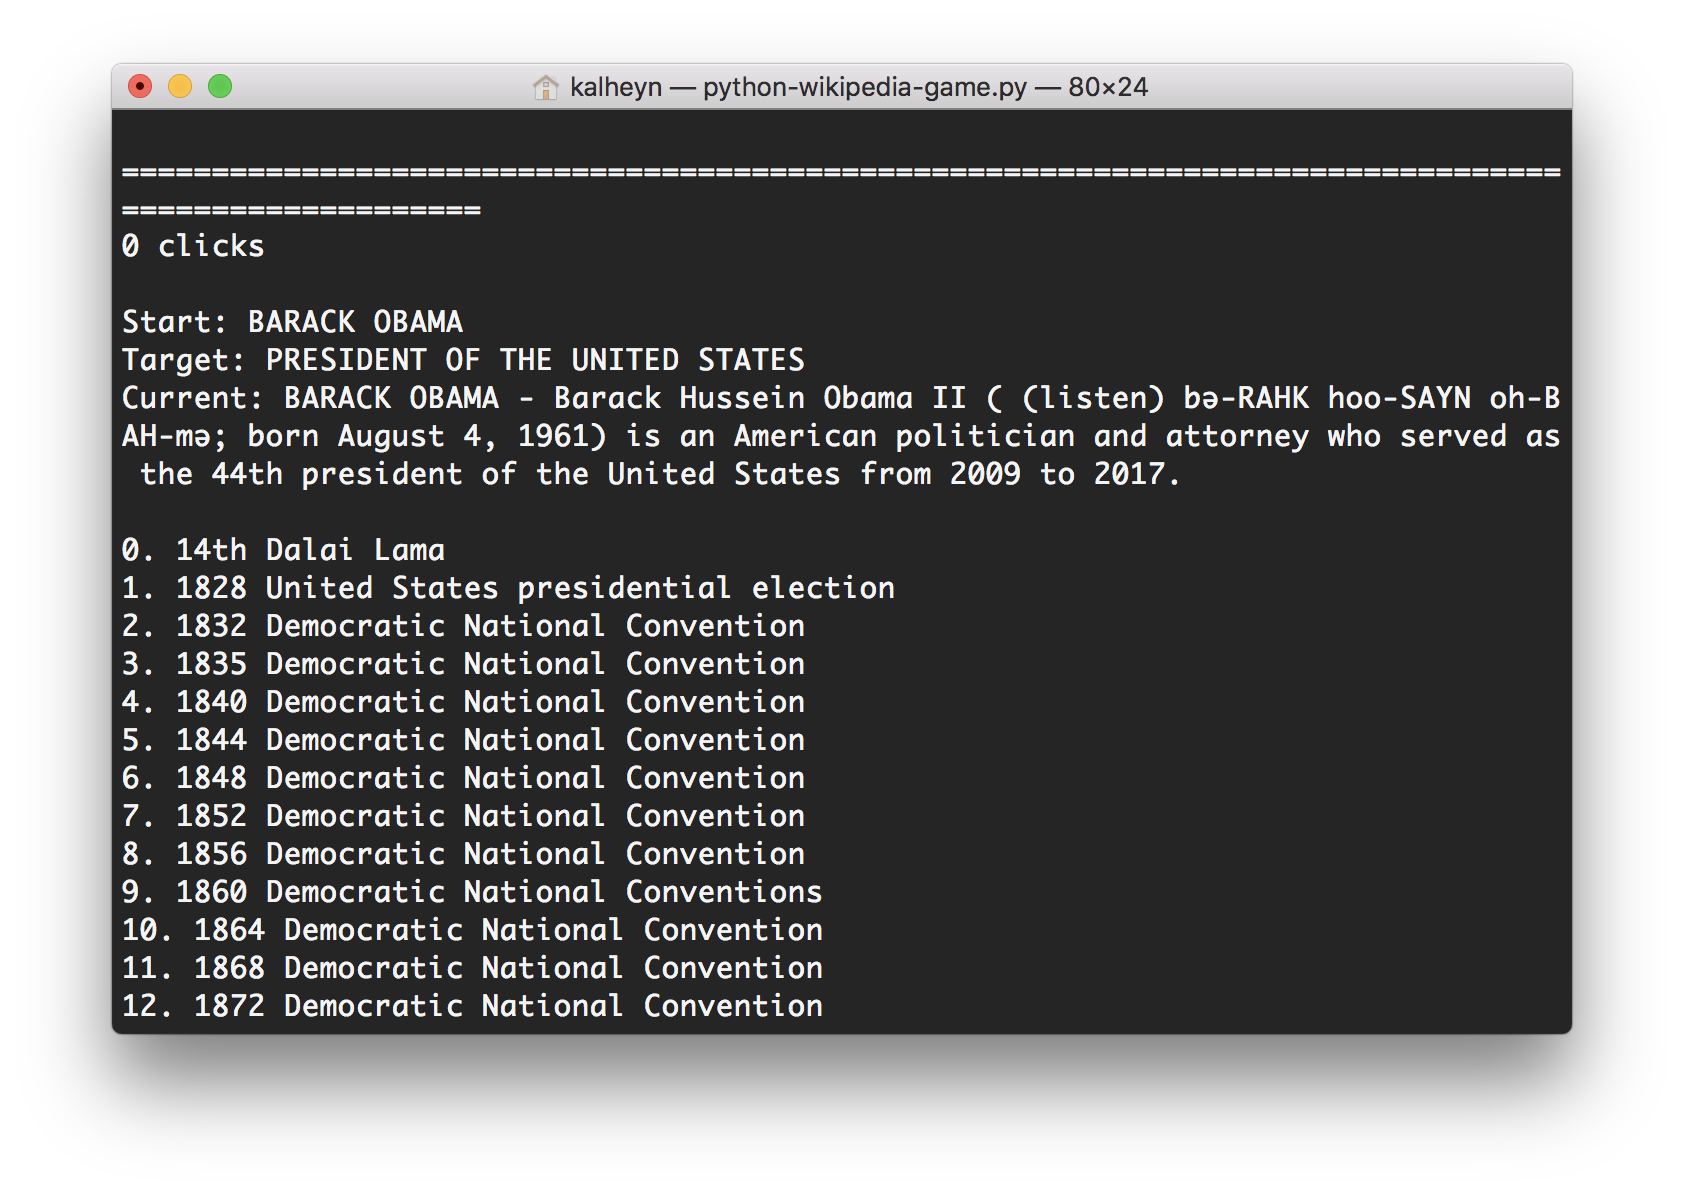 kalheyn — python-wikipedia-game.py — 80×24
================================================================================
====================
0 clicks
Start: BARACK OBAMA
Target: PRESIDENT OF THE UNITED STATES
Current: BARACK OBAMA - Barack Hussein Obama II ( (listen) bə-RAHK hoo-SAYN oh-B
AH-mə; born August 4, 1961) is an American politician and attorney who served as
 the 44th president of the United States from 2009 to 2017.
0. 14th Dalai Lama
1. 1828 United States presidential election
2. 1832 Democratic National Convention
3. 1835 Democratic National Convention
4. 1840 Democratic National Convention
5. 1844 Democratic National Convention
6. 1848 Democratic National Convention
7. 1852 Democratic National Convention
8. 1856 Democratic National Convention
9. 1860 Democratic National Conventions
10. 1864 Democratic National Convention
11. 1868 Democratic National Convention
12. 1872 Democratic National Convention